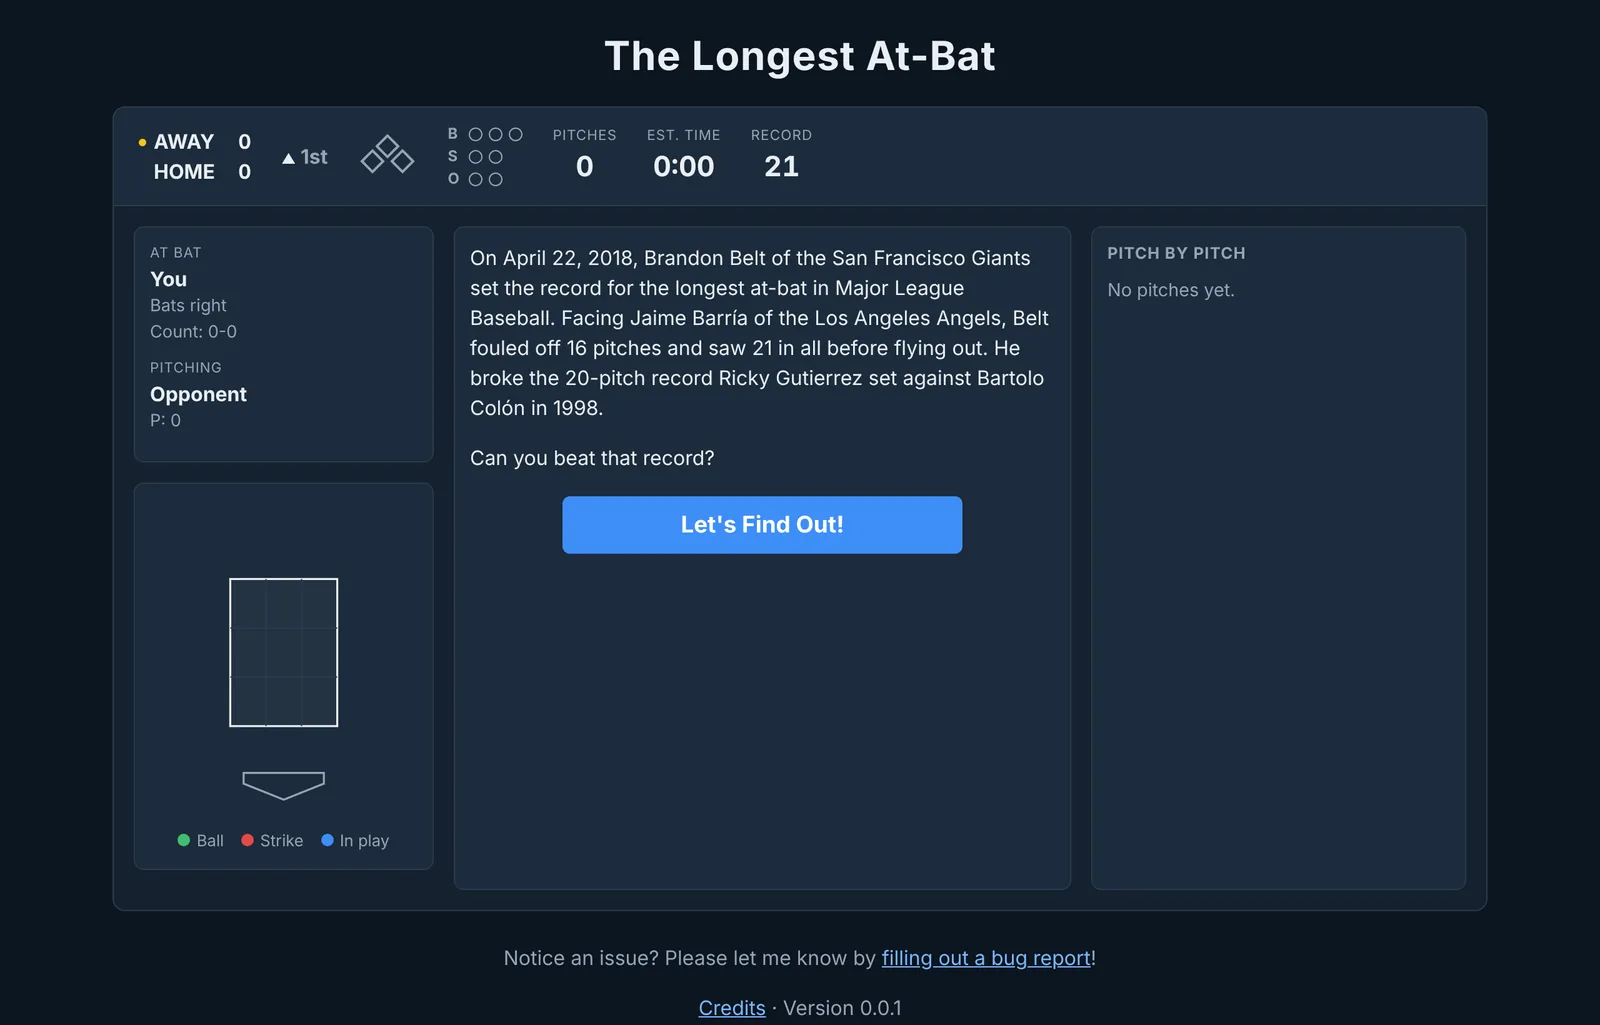 The Longest At-Bat
AWAY 0
HOME 0
▲ 1st
B
S
O
PITCHES
0
EST. TIME
0:00
RECORD
21
AT BAT
You
Bats right
Count: 0-0
PITCHING
Opponent
P: 0
Ball Strike In play
On April 22, 2018, Brandon Belt of the San Francisco Giants
set the record for the longest at-bat in Major League
Baseball. Facing Jaime Barría of the Los Angeles Angels, Belt
fouled off 16 pitches and saw 21 in all before flying out. He
broke the 20-pitch record Ricky Gutierrez set against Bartolo
Colón in 1998.
Can you beat that record?
Let's Find Out!
PITCH BY PITCH
No pitches yet.
Notice an issue? Please let me know by filling out a bug report!
Credits · Version 0.0.1